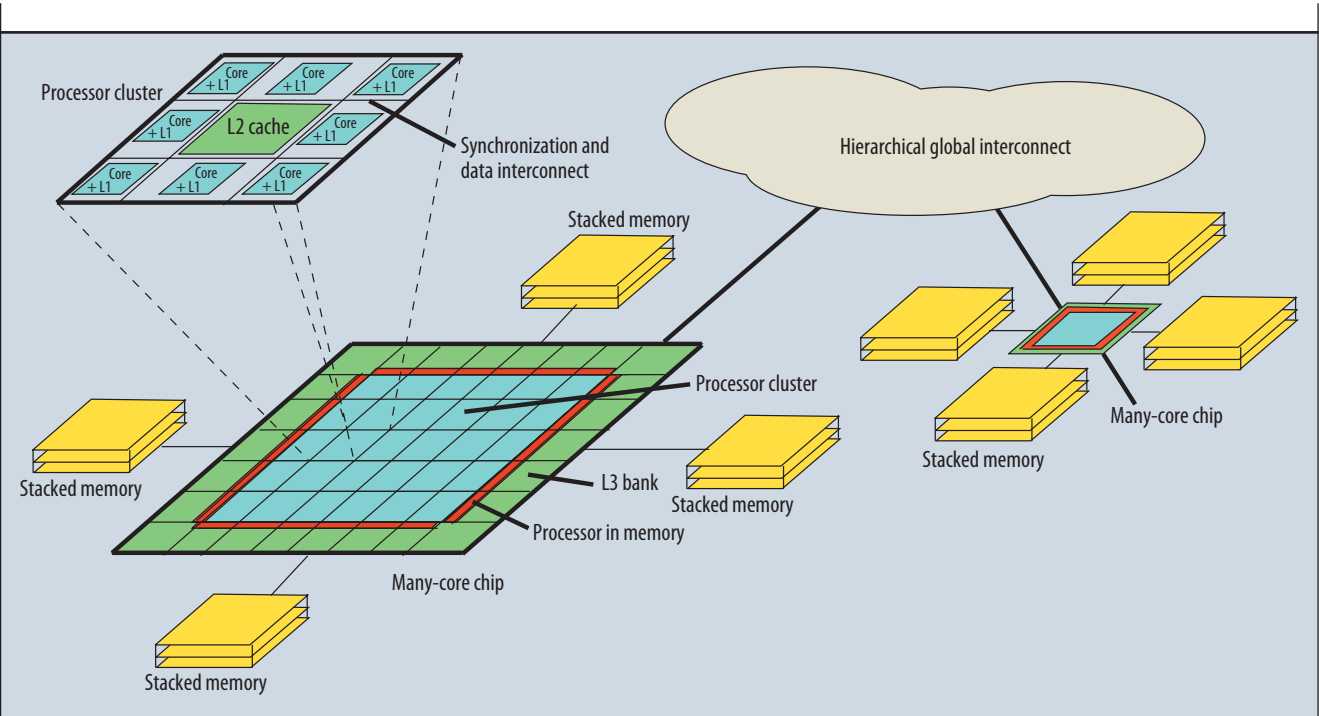 Processor cluster
Core
+ L1
Core
+ L1
Core
+ L1
Core
+ L1
L2 cache
Core
+ L1
Core
+ L1
Core
+ L1
Core
+ L1
Synchronization and
data interconnect
Hierarchical global interconnect
Stacked memory
Processor cluster
Many-core chip
Stacked memory
L3 bank
Stacked memory
Stacked memory
Processor in memory
Many-core chip
Stacked memory